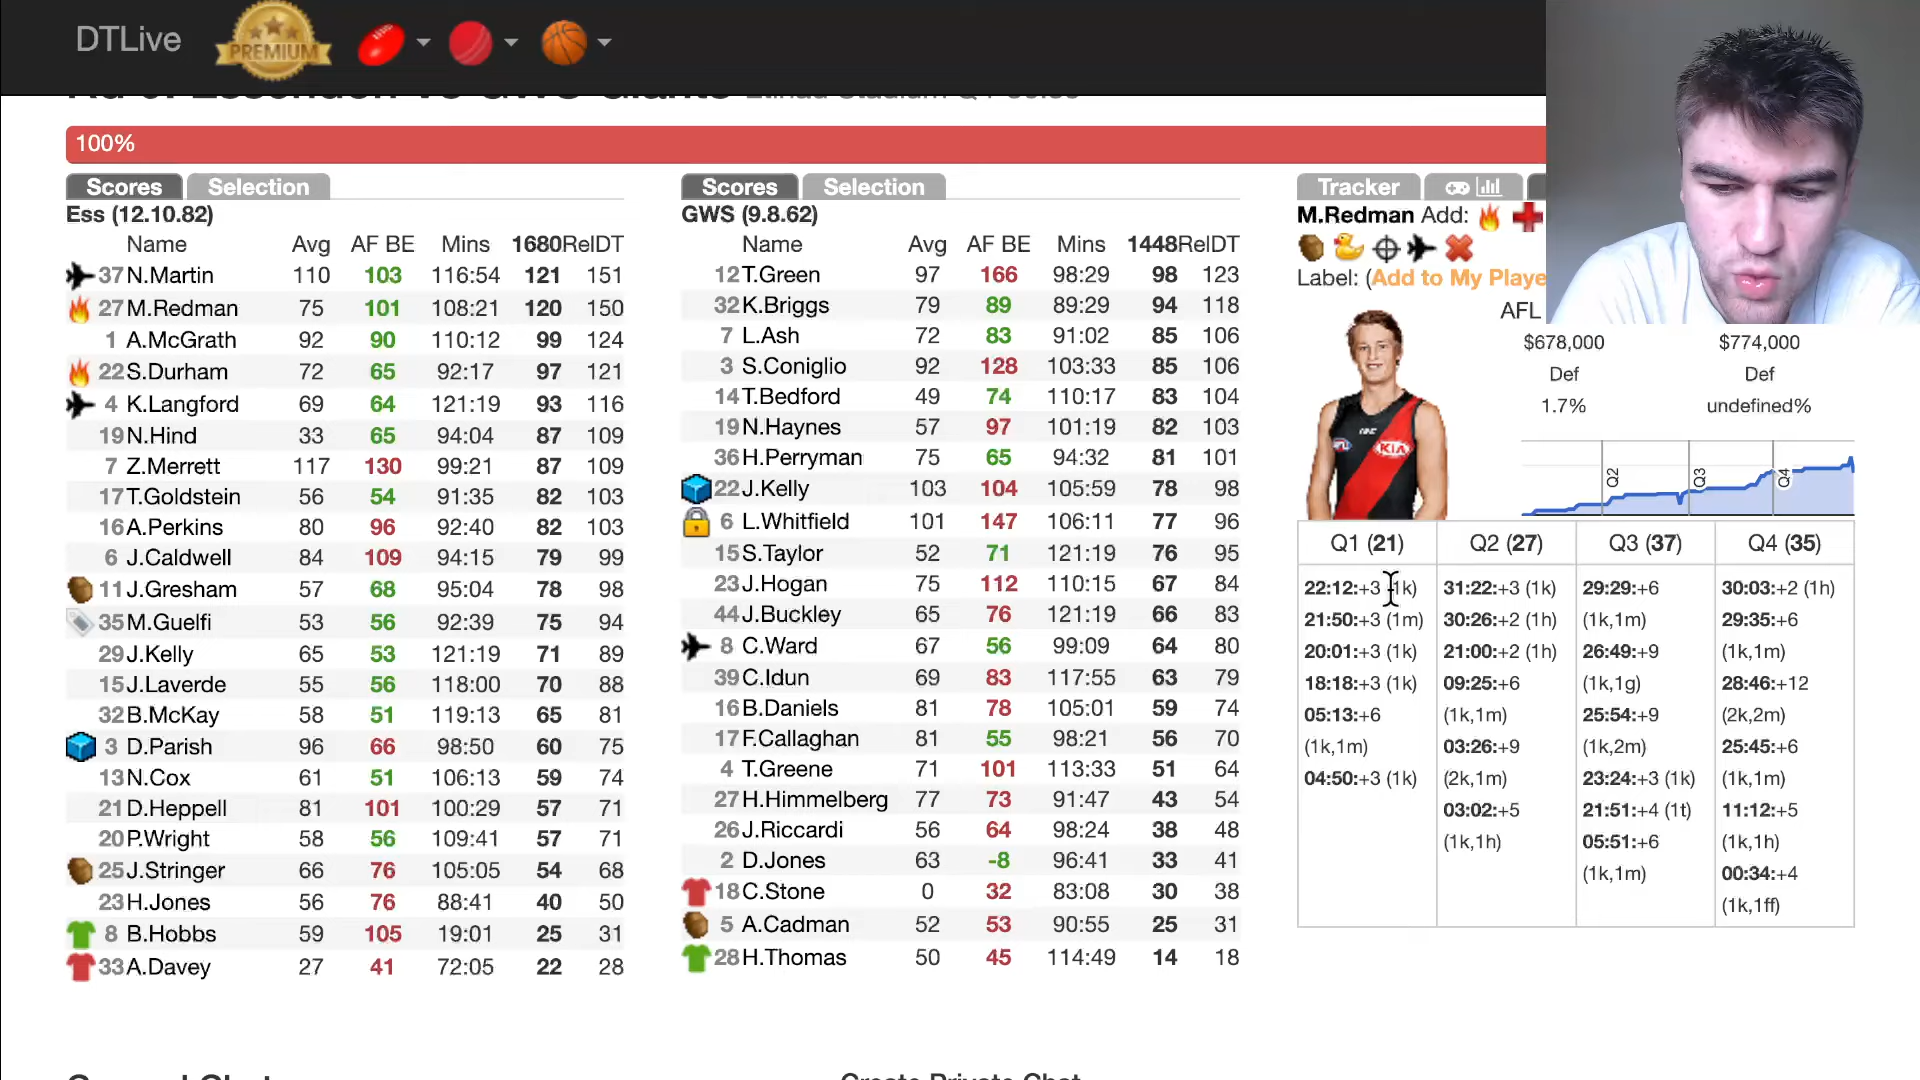 DTLive
PREMIUM
100%
Scores Selection
Ess (12.10.82)
Name Avg AF BE Mins 1680 RelDT
37 N.Martin 110 103 116:54 121 151
27 M.Redman 75 101 108:21 120 150
1 A.McGrath 92 90 110:12 99 124
22 S.Durham 72 65 92:17 97 121
4 K.Langford 69 64 121:19 93 116
19 N.Hind 33 65 94:04 87 109
7 Z.Merrett 117 130 99:21 87 109
17 T.Goldstein 56 54 91:35 82 103
16 A.Perkins 80 96 92:40 82 103
6 J.Caldwell 84 109 94:15 79 99
11 J.Gresham 57 68 95:04 78 98
35 M.Guelfi 53 56 92:39 75 94
29 J.Kelly 65 53 121:19 71 89
15 J.Laverde 55 56 118:00 70 88
32 B.McKay 58 51 119:13 65 81
3 D.Parish 96 66 98:50 60 75
13 N.Cox 61 51 106:13 59 74
21 D.Heppell 81 101 100:29 57 71
20 P.Wright 58 56 109:41 57 71
25 J.Stringer 66 76 105:05 54 68
23 H.Jones 56 76 88:41 40 50
8 B.Hobbs 59 105 19:01 25 31
33 A.Davey 27 41 72:05 22 28
Scores Selection
GWS (9.8.62)
Name Avg AF BE Mins 1448 RelDT
12 T.Green 97 166 98:29 98 123
32 K.Briggs 79 89 89:29 94 118
7 L.Ash 72 83 91:02 85 106
3 S.Coniglio 92 128 103:33 85 106
14 T.Bedford 49 74 110:17 83 104
19 N.Haynes 57 97 101:19 82 103
36 H.Perryman 75 65 94:32 81 101
22 J.Kelly 103 104 105:59 78 98
6 L.Whitfield 101 147 106:11 77 96
15 S.Taylor 52 71 121:19 76 95
23 J.Hogan 75 112 110:15 67 84
44 J.Buckley 65 76 121:19 66 83
8 C.Ward 67 56 99:09 64 80
39 C.Idun 69 83 117:55 63 79
16 B.Daniels 81 78 105:01 59 74
17 F.Callaghan 81 55 98:21 56 70
4 T.Greene 71 101 113:33 51 64
27 H.Himmelberg 77 73 91:47 43 54
26 J.Riccardi 56 64 98:24 38 48
2 D.Jones 63 -8 96:41 33 41
18 C.Stone 0 32 83:08 30 38
5 A.Cadman 52 53 90:55 25 31
28 H.Thomas 50 45 114:49 14 18
Tracker
M.Redman Add:
Label: (Add to My Playe
AFL
$678,000 $774,000
Def Def
1.7% undefined%
Q2 Q3 Q4
KIA
Q1 (21)
22:12:+3 (1k)
21:50:+3 (1m)
20:01:+3 (1k)
18:18:+3 (1k)
05:13:+6
(1k,1m)
04:50:+3 (1k)
Q2 (27)
31:22:+3 (1k)
30:26:+2 (1h)
21:00:+2 (1h)
09:25:+6
(1k,1m)
03:26:+9
(2k,1m)
03:02:+5
(1k,1h)
Q3 (37)
29:29:+6
(1k,1m)
26:49:+9
(1k,1g)
25:54:+9
(1k,2m)
23:24:+3 (1k)
21:51:+4 (1t)
05:51:+6
(1k,1m)
Q4 (35)
30:03:+2 (1h)
29:35:+6
(1k,1m)
28:46:+12
(2k,2m)
25:45:+6
(1k,1m)
11:12:+5
(1k,1h)
00:34:+4
(1k,1ff)